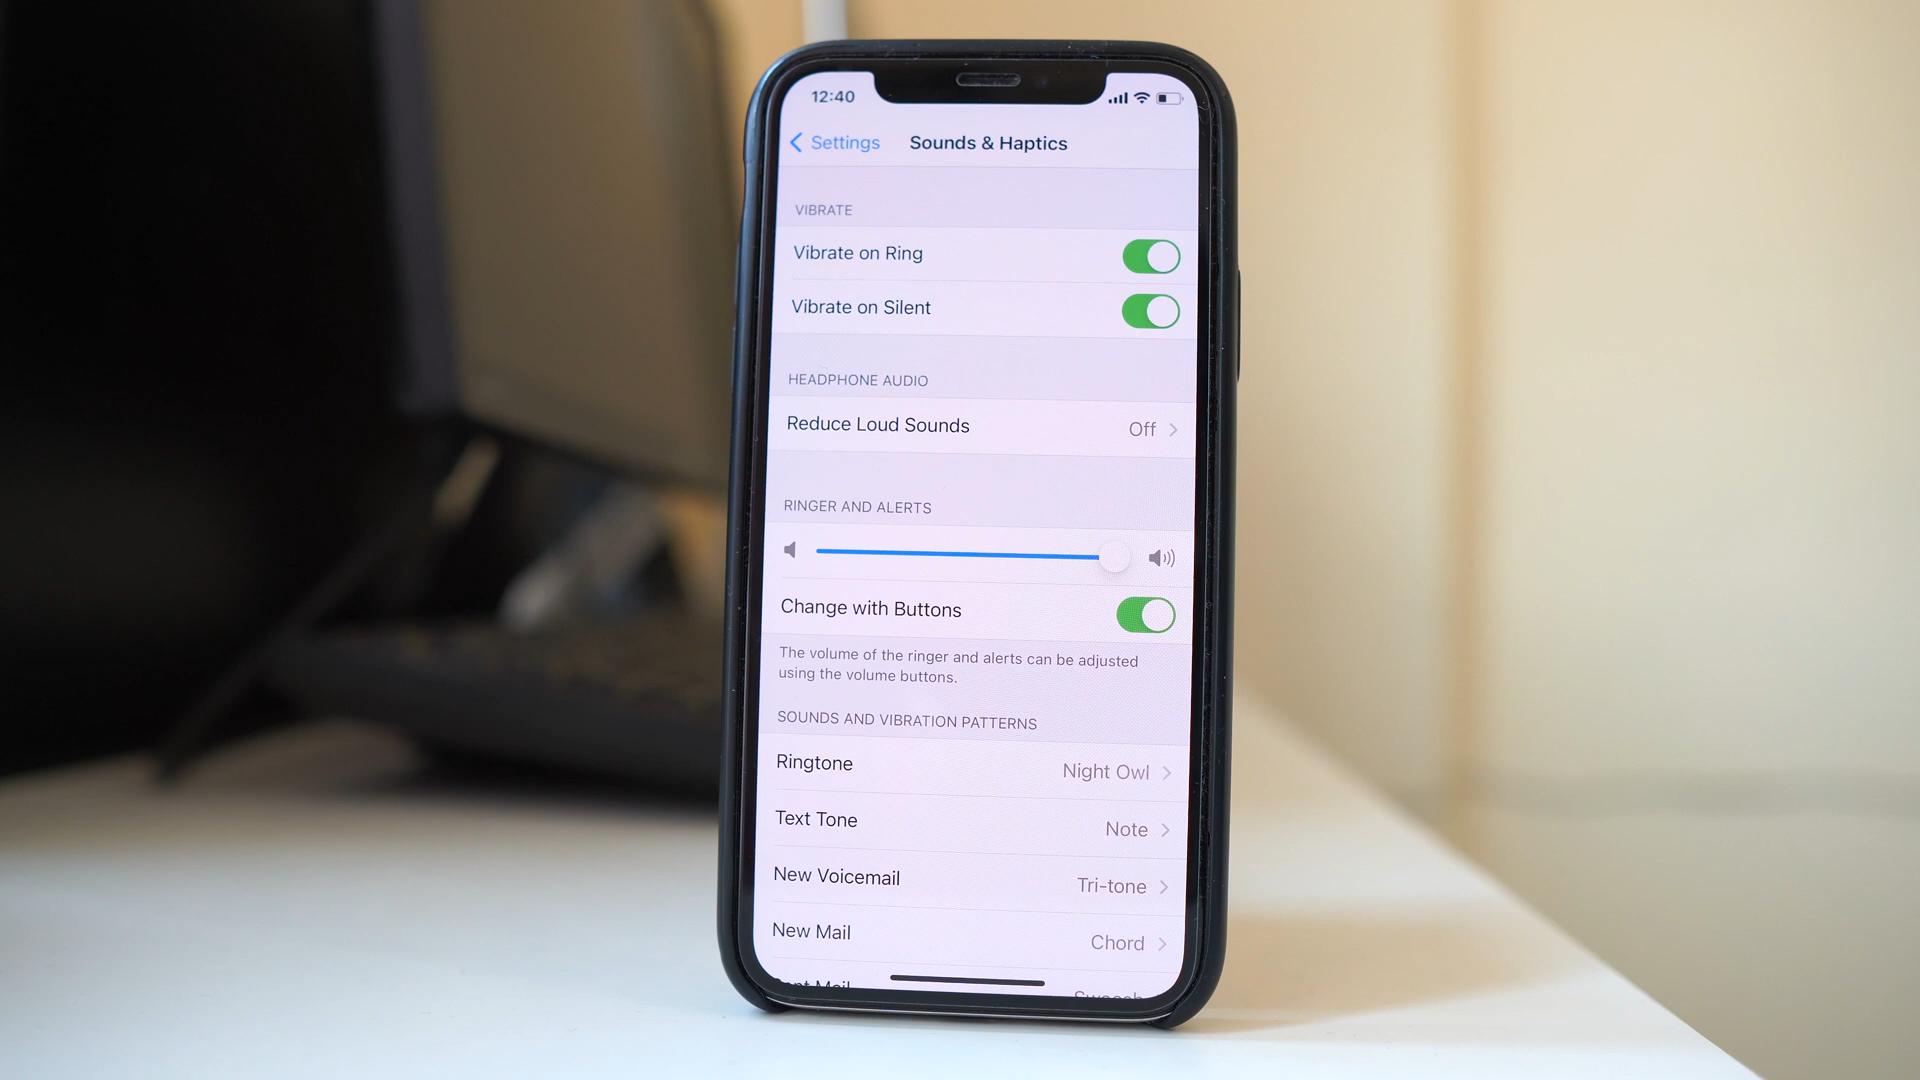 12:40
Settings Sounds & Haptics
VIBRATE
Vibrate on Ring
Vibrate on Silent
HEADPHONE AUDIO
Reduce Loud Sounds Off
RINGER AND ALERTS
Change with Buttons
The volume of the ringer and alerts can be adjusted
using the volume buttons.
SOUNDS AND VIBRATION PATTERNS
Ringtone Night Owl
Text Tone Note
New Voicemail Tri-tone
New Mail Chord